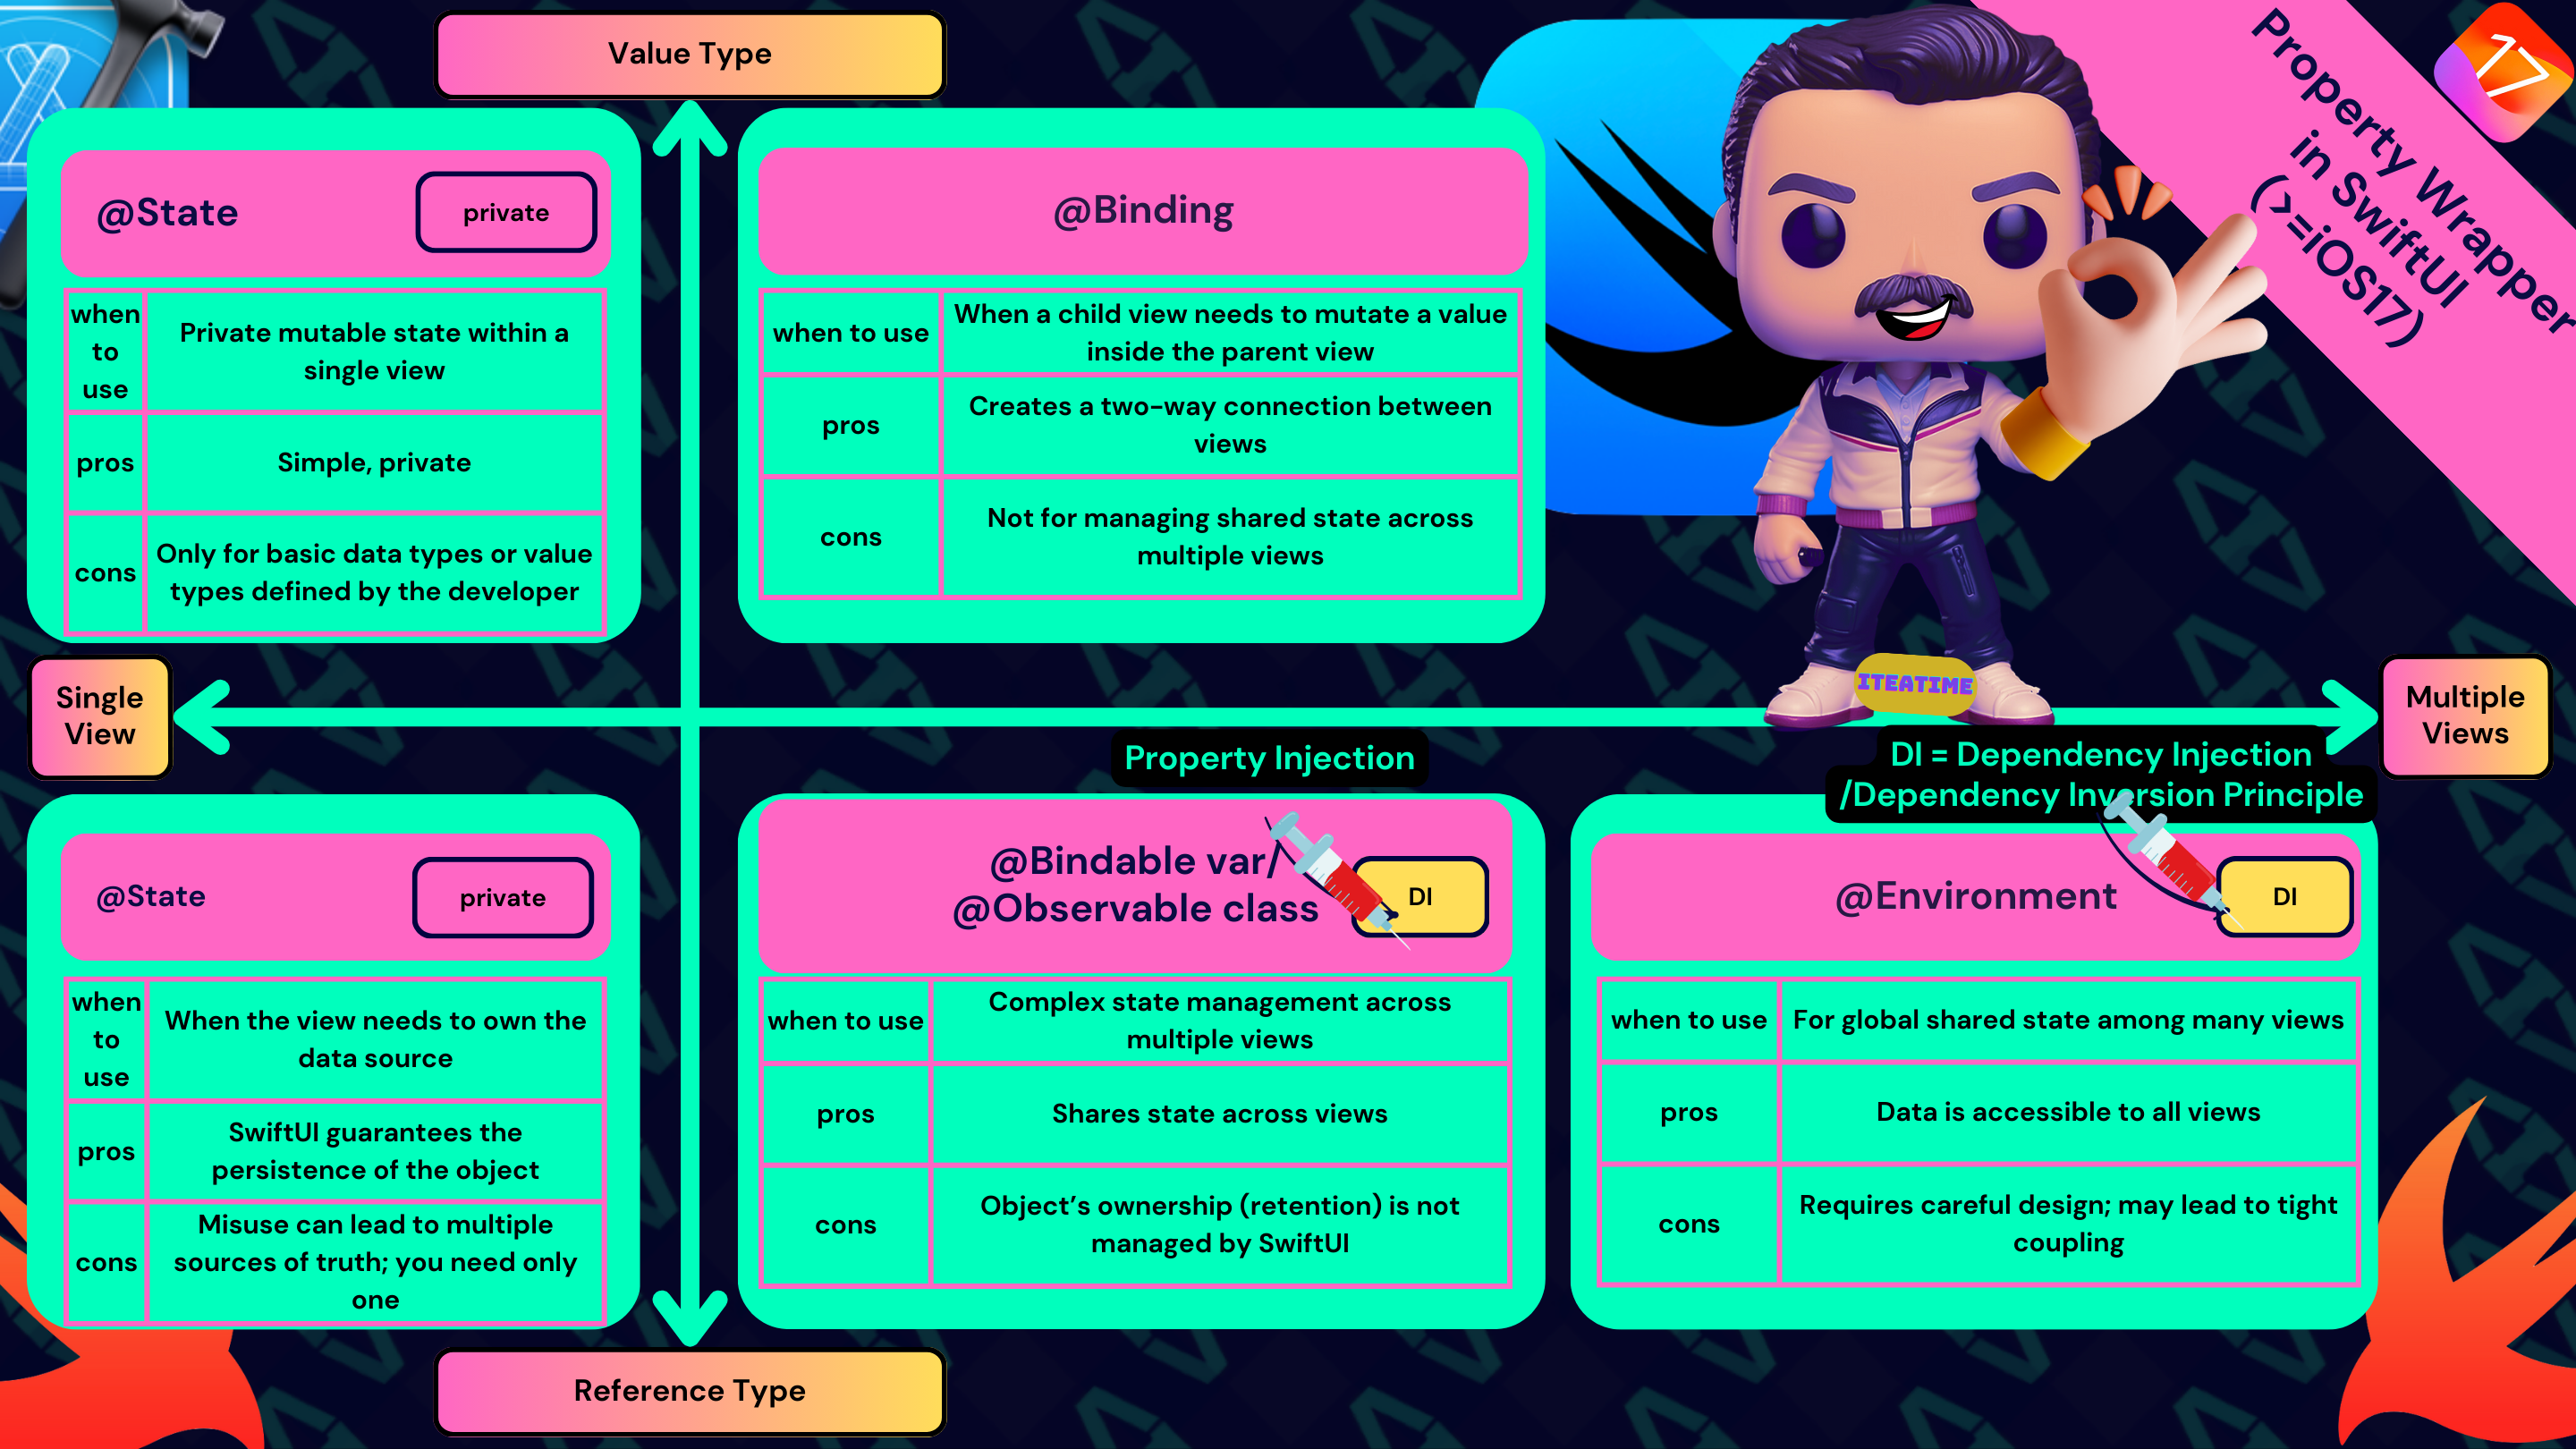 Value Type
Property Wrapper
in SwiftUI
(>=iOS17)
17
@State
private
when
to
use
Private mutable state within a
single view
pros
Simple, private
cons
Only for basic data types or value
types defined by the developer
@Binding
when to use
When a child view needs to mutate a value
inside the parent view
pros
Creates a two-way connection between
views
cons
Not for managing shared state across
multiple views
ITEATIME
Single
View
Multiple
Views
Property Injection
DI = Dependency Injection
/Dependency Inversion Principle
@State
private
when
to
use
When the view needs to own the
data source
pros
SwiftUI guarantees the
persistence of the object
cons
Misuse can lead to multiple
sources of truth; you need only
one
@Bindable var/
@Observable class
DI
when to use
Complex state management across
multiple views
pros
Shares state across views
cons
Object’s ownership (retention) is not
managed by SwiftUI
@Environment
DI
when to use
For global shared state among many views
pros
Data is accessible to all views
cons
Requires careful design; may lead to tight
coupling
Reference Type